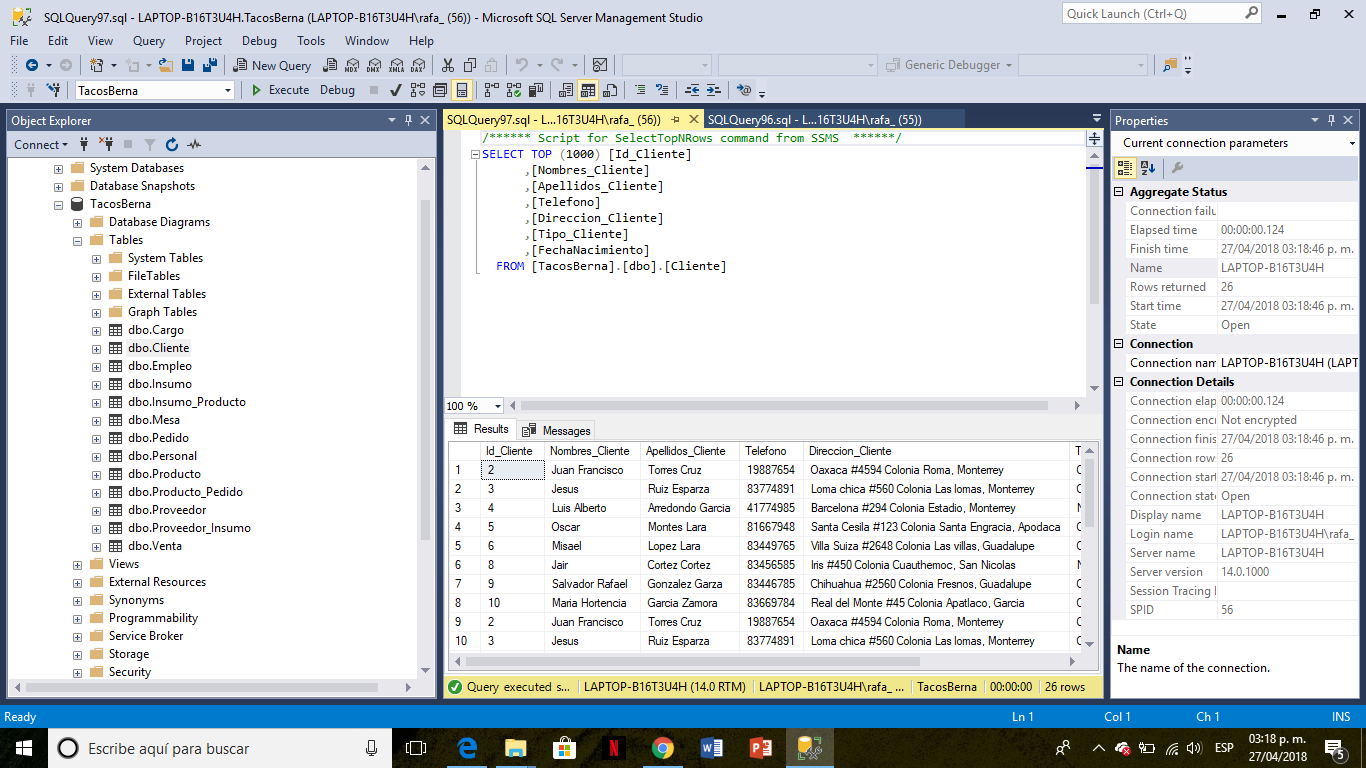 SQLQuery97.sql - LAPTOP-B16T3U4H.TacosBerna (LAPTOP-B16T3U4H\rafa_ (56)) - Microsoft SQL Server Management Studio
Quick Launch (Ctrl+Q)
File Edit View Query Project Debug Tools Window Help
New Query MDX DMX XMLA DAX Generic Debugger
TacosBerna Execute Debug
Object Explorer
Connect
System Databases
Database Snapshots
TacosBerna
Database Diagrams
Tables
System Tables
FileTables
External Tables
Graph Tables
dbo.Cargo
dbo.Cliente
dbo.Empleo
dbo.Insumo
dbo.Insumo_Producto
dbo.Mesa
dbo.Pedido
dbo.Personal
dbo.Producto
dbo.Producto_Pedido
dbo.Proveedor
dbo.Proveedor_Insumo
dbo.Venta
Views
External Resources
Synonyms
Programmability
Service Broker
Storage
Security
SQLQuery97.sql - L...16T3U4H\rafa_ (56)) SQLQuery96.sql - L...16T3U4H\rafa_ (55))
/****** Script for SelectTopNRows command from SSMS ******/
SELECT TOP (1000) [Id_Cliente]
,[Nombres_Cliente]
,[Apellidos_Cliente]
,[Telefono]
,[Direccion_Cliente]
,[Tipo_Cliente]
,[FechaNacimiento]
FROM [TacosBerna].[dbo].[Cliente]
100 %
Results Messages
Id_Cliente Nombres_Cliente Apellidos_Cliente Telefono Direccion_Cliente T
1 2 Juan Francisco Torres Cruz 19887654 Oaxaca #4594 Colonia Roma, Monterrey
2 3 Jesus Ruiz Esparza 83774891 Loma chica #560 Colonia Las lomas, Monterrey
3 4 Luis Alberto Arredondo Garcia 41774985 Barcelona #294 Colonia Estadio, Monterrey
4 5 Oscar Montes Lara 81667948 Santa Cesila #123 Colonia Santa Engracia, Apodaca
5 6 Misael Lopez Lara 83449765 Villa Suiza #2648 Colonia Las villas, Guadalupe
6 8 Jair Cortez Cortez 83456585 Iris #450 Colonia Cuauthemoc, San Nicolas
7 9 Salvador Rafael Gonzalez Garza 83446785 Chihuahua #2560 Colonia Fresnos, Guadalupe
8 10 Maria Hortencia Garcia Zamora 83669784 Real del Monte #45 Colonia Apatlaco, Garcia
9 2 Juan Francisco Torres Cruz 19887654 Oaxaca #4594 Colonia Roma, Monterrey
10 3 Jesus Ruiz Esparza 83774891 Loma chica #560 Colonia Las lomas, Monterrey
Query executed s... LAPTOP-B16T3U4H (14.0 RTM) LAPTOP-B16T3U4H\rafa_ ... TacosBerna 00:00:00 26 rows
Properties
Current connection parameters
Aggregate Status
Connection failu
Elapsed time 00:00:00.124
Finish time 27/04/2018 03:18:46 p. m.
Name LAPTOP-B16T3U4H
Rows returned 26
Start time 27/04/2018 03:18:46 p. m.
State Open
Connection
Connection nam LAPTOP-B16T3U4H (LAPT
Connection Details
Connection elap 00:00:00.124
Connection encr Not encrypted
Connection finis 27/04/2018 03:18:46 p. m.
Connection row: 26
Connection start 27/04/2018 03:18:46 p. m.
Connection state Open
Display name LAPTOP-B16T3U4H
Login name LAPTOP-B16T3U4H\rafa_
Server name LAPTOP-B16T3U4H
Server version 14.0.1000
Session Tracing
SPID 56
Name
The name of the connection.
Ready Ln 1 Col 1 Ch 1 INS
Escribe aquí para buscar ESP 03:18 p. m.
27/04/2018 5